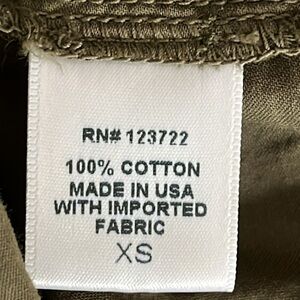 RN# 123722
100% COTTON
MADE IN USA
WITH IMPORTED
FABRIC
XS